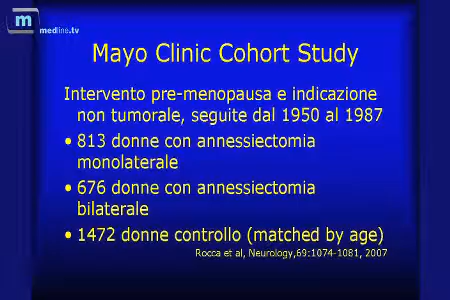 m
medline.tv
Mayo Clinic Cohort Study
Intervento pre-menopausa e indicazione
non tumorale, seguite dal 1950 al 1987
• 813 donne con annessiectomia
monolaterale
• 676 donne con annessiectomia
bilaterale
• 1472 donne controllo (matched by age)
Rocca et al, Neurology,69:1074-1081, 2007